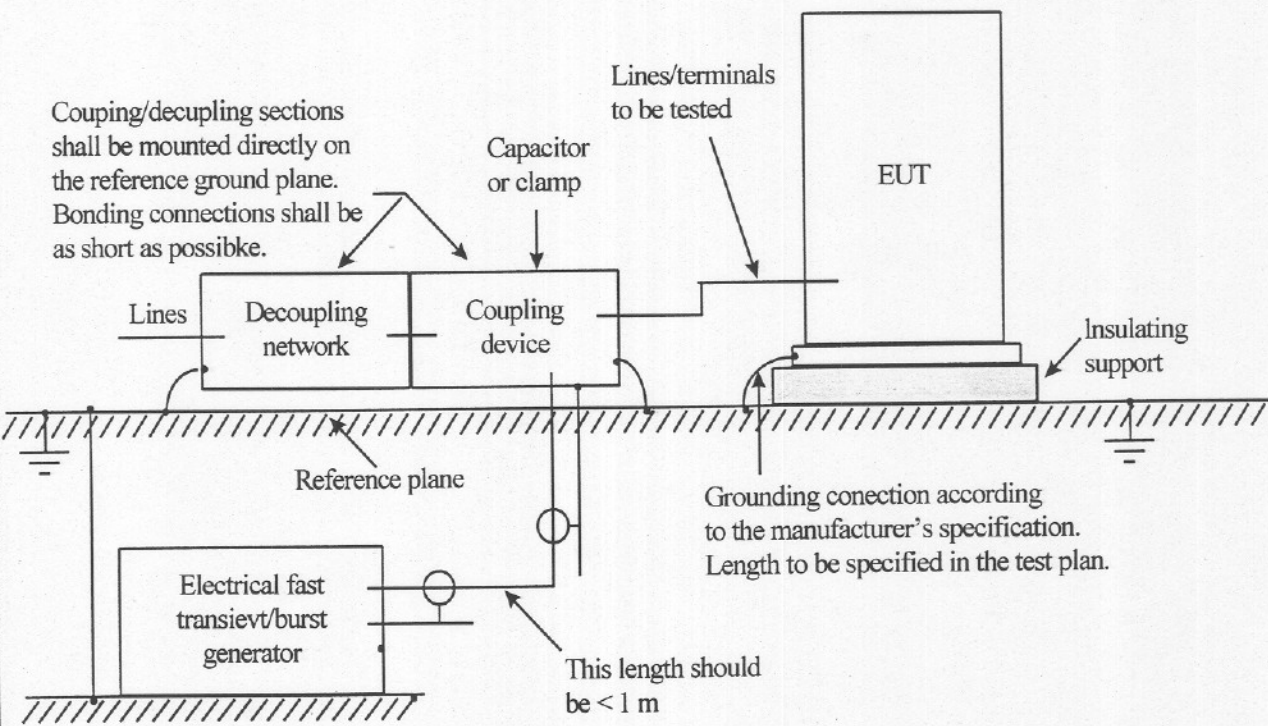 Couping/decupling sections
shall be mounted directly on
the reference ground plane.
Bonding connections shall be
as short as possibke.
Capacitor
or clamp
Lines/terminals
to be tested
EUT
Lines
Decoupling
network
Coupling
device
Insulating
support
Reference plane
Grounding conection according
to the manufacturer's specification.
Length to be specified in the test plan.
Electrical fast
transievt/burst
generator
This length should
be < 1 m